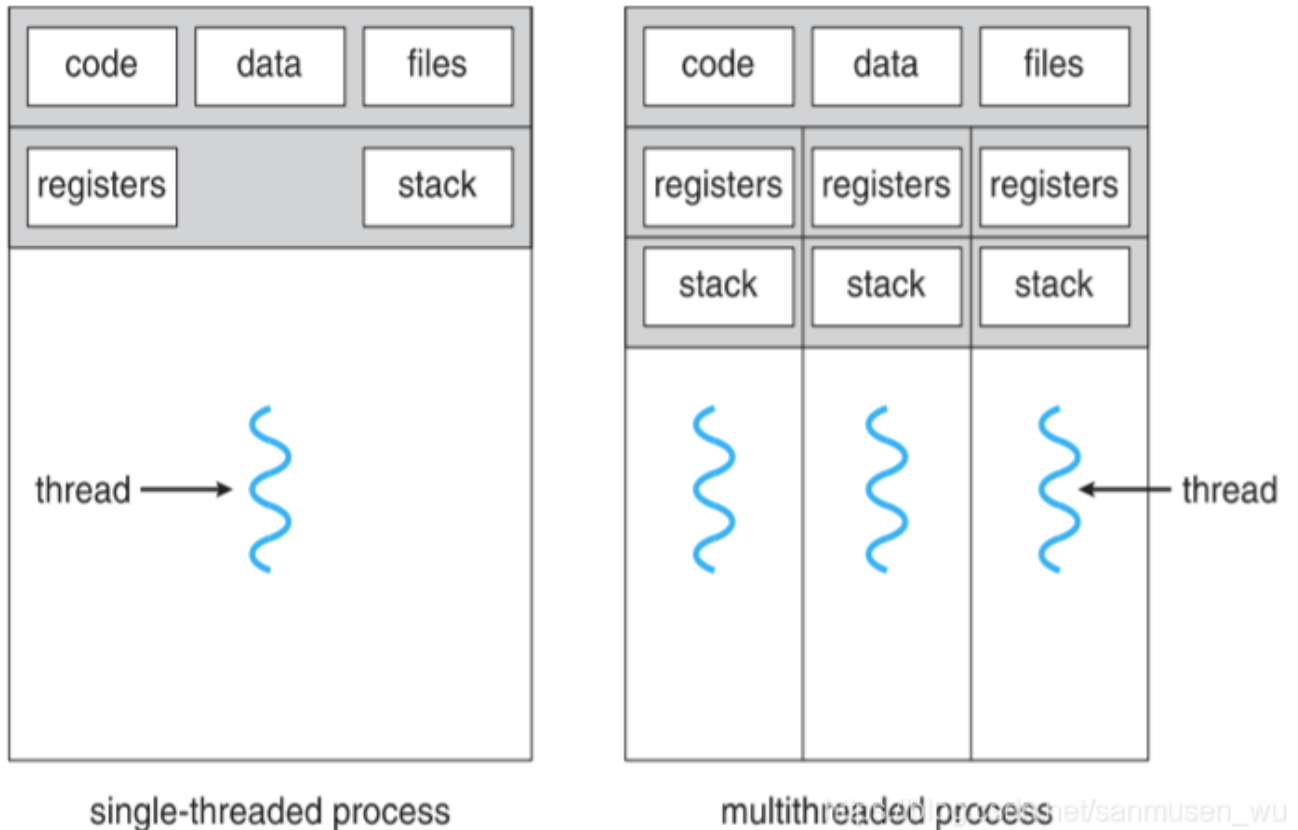 code data files code data files
registers stack registers registers registers
stack stack stack
thread thread
single-threaded process multithreaded process
net/sanmusen_wu